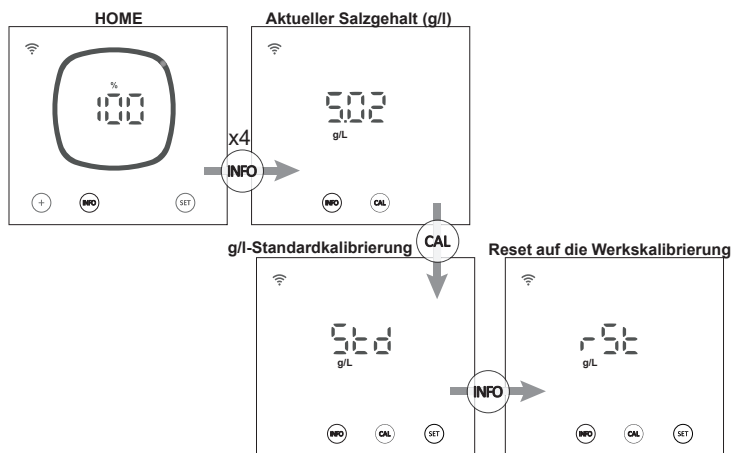 HOME
Aktueller Salzgehalt (g/l)
%
100
+
INFO
SET
x4
INFO
5.02
g/L
INFO
CAL
CAL
g/l-Standardkalibrierung
Reset auf die Werkskalibrierung
Std
g/L
INFO
CAL
SET
INFO
rSt
g/L
INFO
CAL
SET